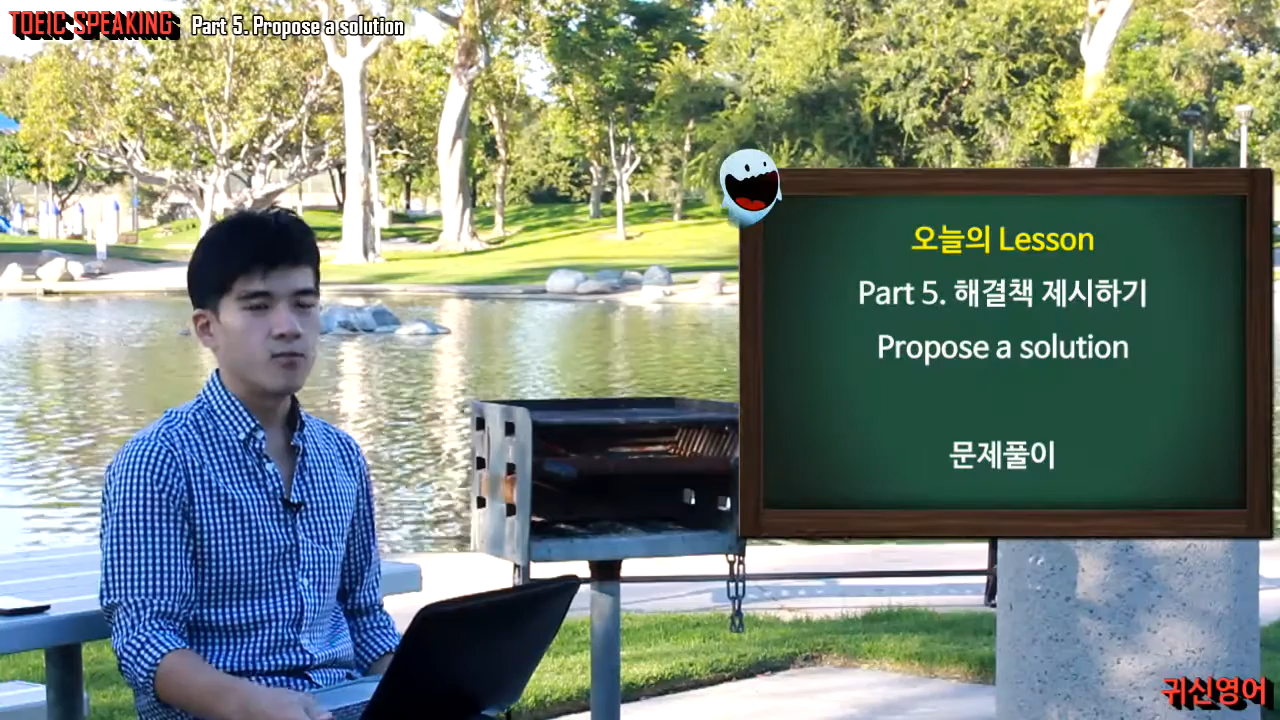 TOEIC SPEAKING Part 5. Propose a solution
오늘의 Lesson
Part 5. 해결책 제시하기
Propose a solution
문제풀이
귀신영어